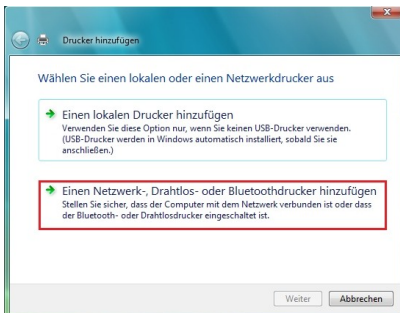 Drucker hinzufügen
Wählen Sie einen lokalen oder einen Netzwerkdrucker aus
Einen lokalen Drucker hinzufügen
Verwenden Sie diese Option nur, wenn Sie keinen USB-Drucker verwenden.
(USB-Drucker werden in Windows automatisch installiert, sobald Sie sie
anschließen.)
Einen Netzwerk-, Drahtlos- oder Bluetoothdrucker hinzufügen
Stellen Sie sicher, dass der Computer mit dem Netzwerk verbunden ist oder dass
der Bluetooth- oder Drahtlosdrucker eingeschaltet ist.
Weiter Abbrechen